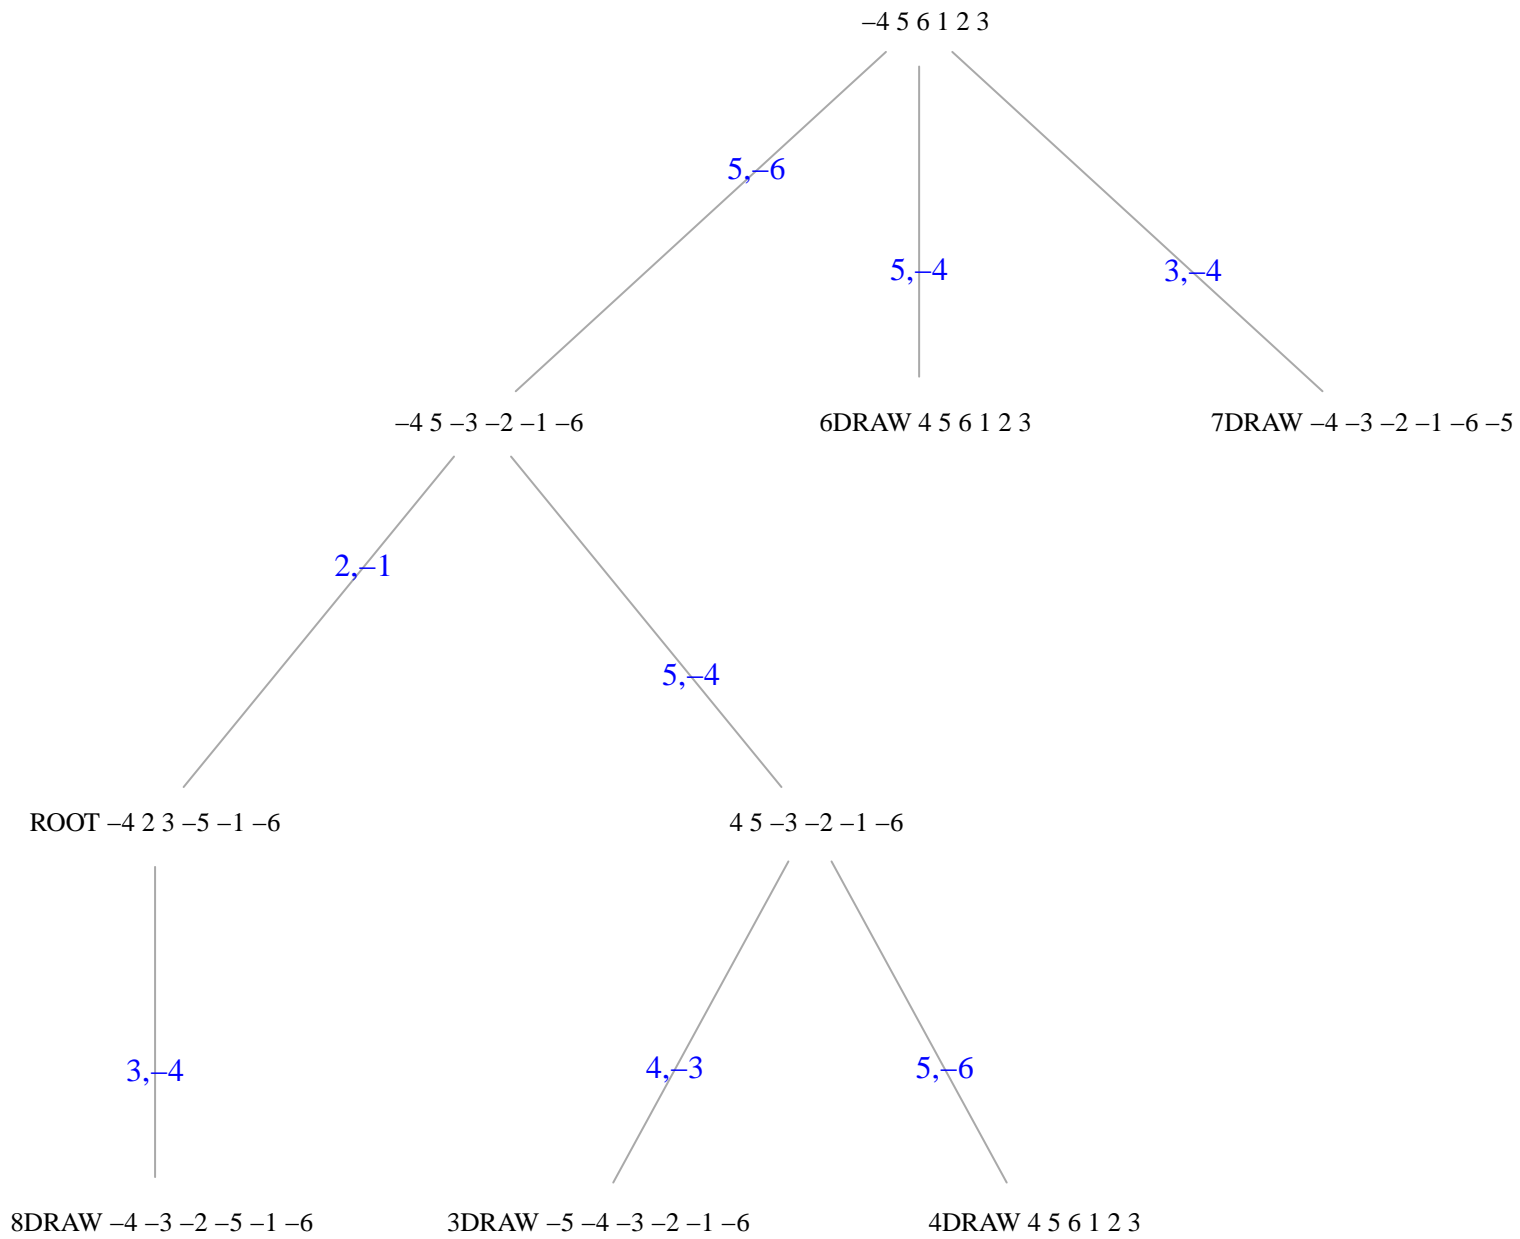 –4 5 6 1 2 3
5,–6
5,–4
3,–4
–4 5 –3 –2 –1 –6
6DRAW 4 5 6 1 2 3
7DRAW –4 –3 –2 –1 –6 –5
2,–1
5,–4
ROOT –4 2 3 –5 –1 –6
4 5 –3 –2 –1 –6
3,–4
4,–3
5,–6
8DRAW –4 –3 –2 –5 –1 –6
3DRAW –5 –4 –3 –2 –1 –6
4DRAW 4 5 6 1 2 3